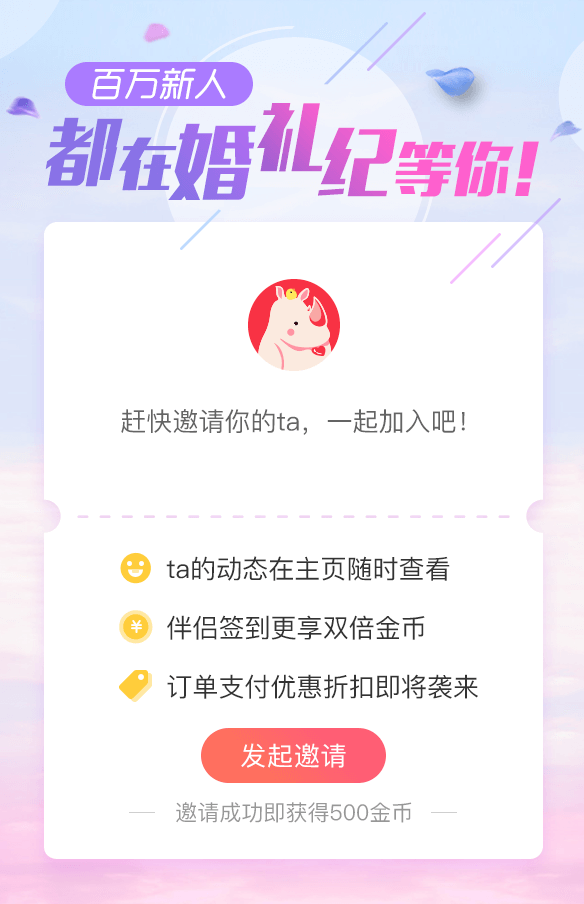 百万新人
都在婚礼纪等你!
赶快邀请你的ta，一起加入吧!
ta的动态在主页随时查看
¥
伴侣签到更享双倍金币
订单支付优惠折扣即将袭来
发起邀请
邀请成功即获得500金币